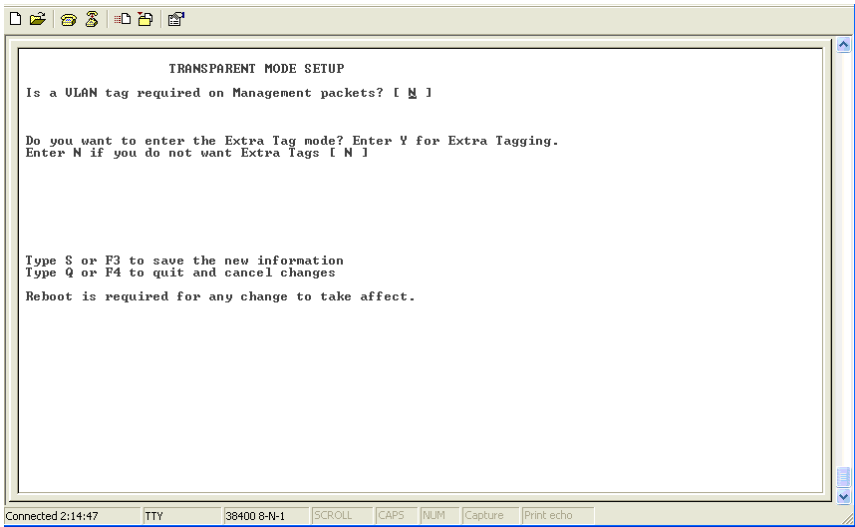 TRANSPARENT MODE SETUP
Is a VLAN tag required on Management packets? [ N ]
Do you want to enter the Extra Tag mode? Enter Y for Extra Tagging.
Enter N if you do not want Extra Tags [ N ]
Type S or F3 to save the new information
Type Q or F4 to quit and cancel changes
Reboot is required for any change to take affect.
Connected 2:14:47 TTY 38400 8-N-1 SCROLL CAPS NUM Capture Print echo